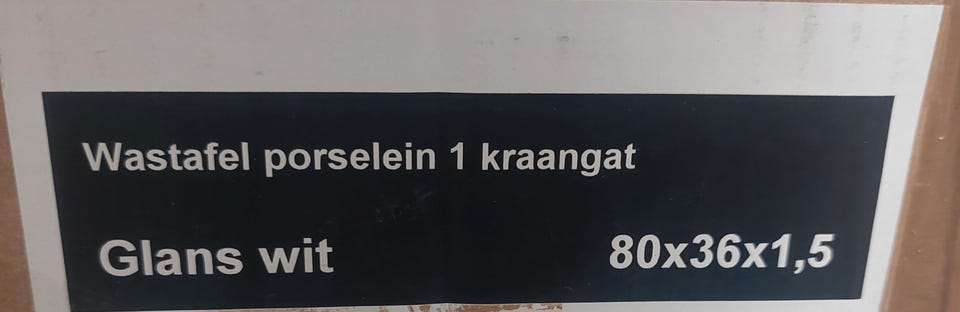 Wastafel porselein 1 kraangat
Glans wit 80x36x1,5